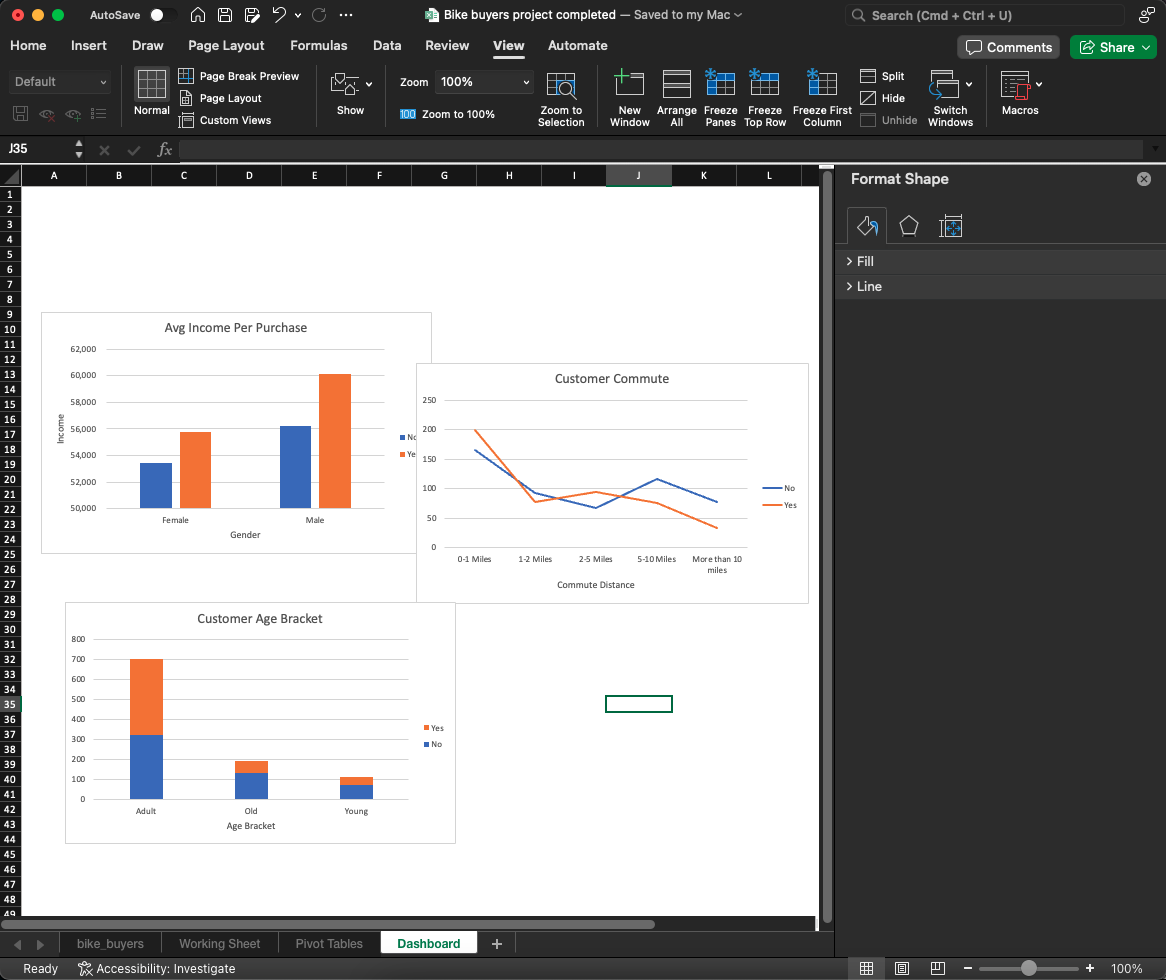 AutoSave
Bike buyers project completed — Saved to my Mac
Search (Cmd + Ctrl + U)
Home Insert Draw Page Layout Formulas Data Review View Automate
Comments
Share
Default
Normal
Page Break Preview
Page Layout
Custom Views
Show
Zoom 100%
100 Zoom to 100%
Zoom to
Selection
New
Window
Arrange
All
Freeze
Panes
Freeze
Top Row
Freeze First
Column
Split
Hide
Unhide
Switch
Windows
Macros
J35
fx
A B C D E F G H I J K L
1
2
3
4
5
6
7
8
9
10
11
12
13
14
15
16
17
18
19
20
21
22
23
24
25
26
27
28
29
30
31
32
33
34
35
36
37
38
39
40
41
42
43
44
45
46
47
48
49
Avg Income Per Purchase
62,000
60,000
58,000
56,000
54,000
52,000
50,000
Income
Female Male
Gender
No
Ye
Customer Commute
250
200
150
100
50
0
0-1 Miles 1-2 Miles 2-5 Miles 5-10 Miles More than 10
miles
Commute Distance
No
Yes
Customer Age Bracket
800
700
600
500
400
300
200
100
0
Adult Old Young
Age Bracket
Yes
No
Format Shape
Fill
Line
bike_buyers Working Sheet Pivot Tables Dashboard
Ready Accessibility: Investigate
100%